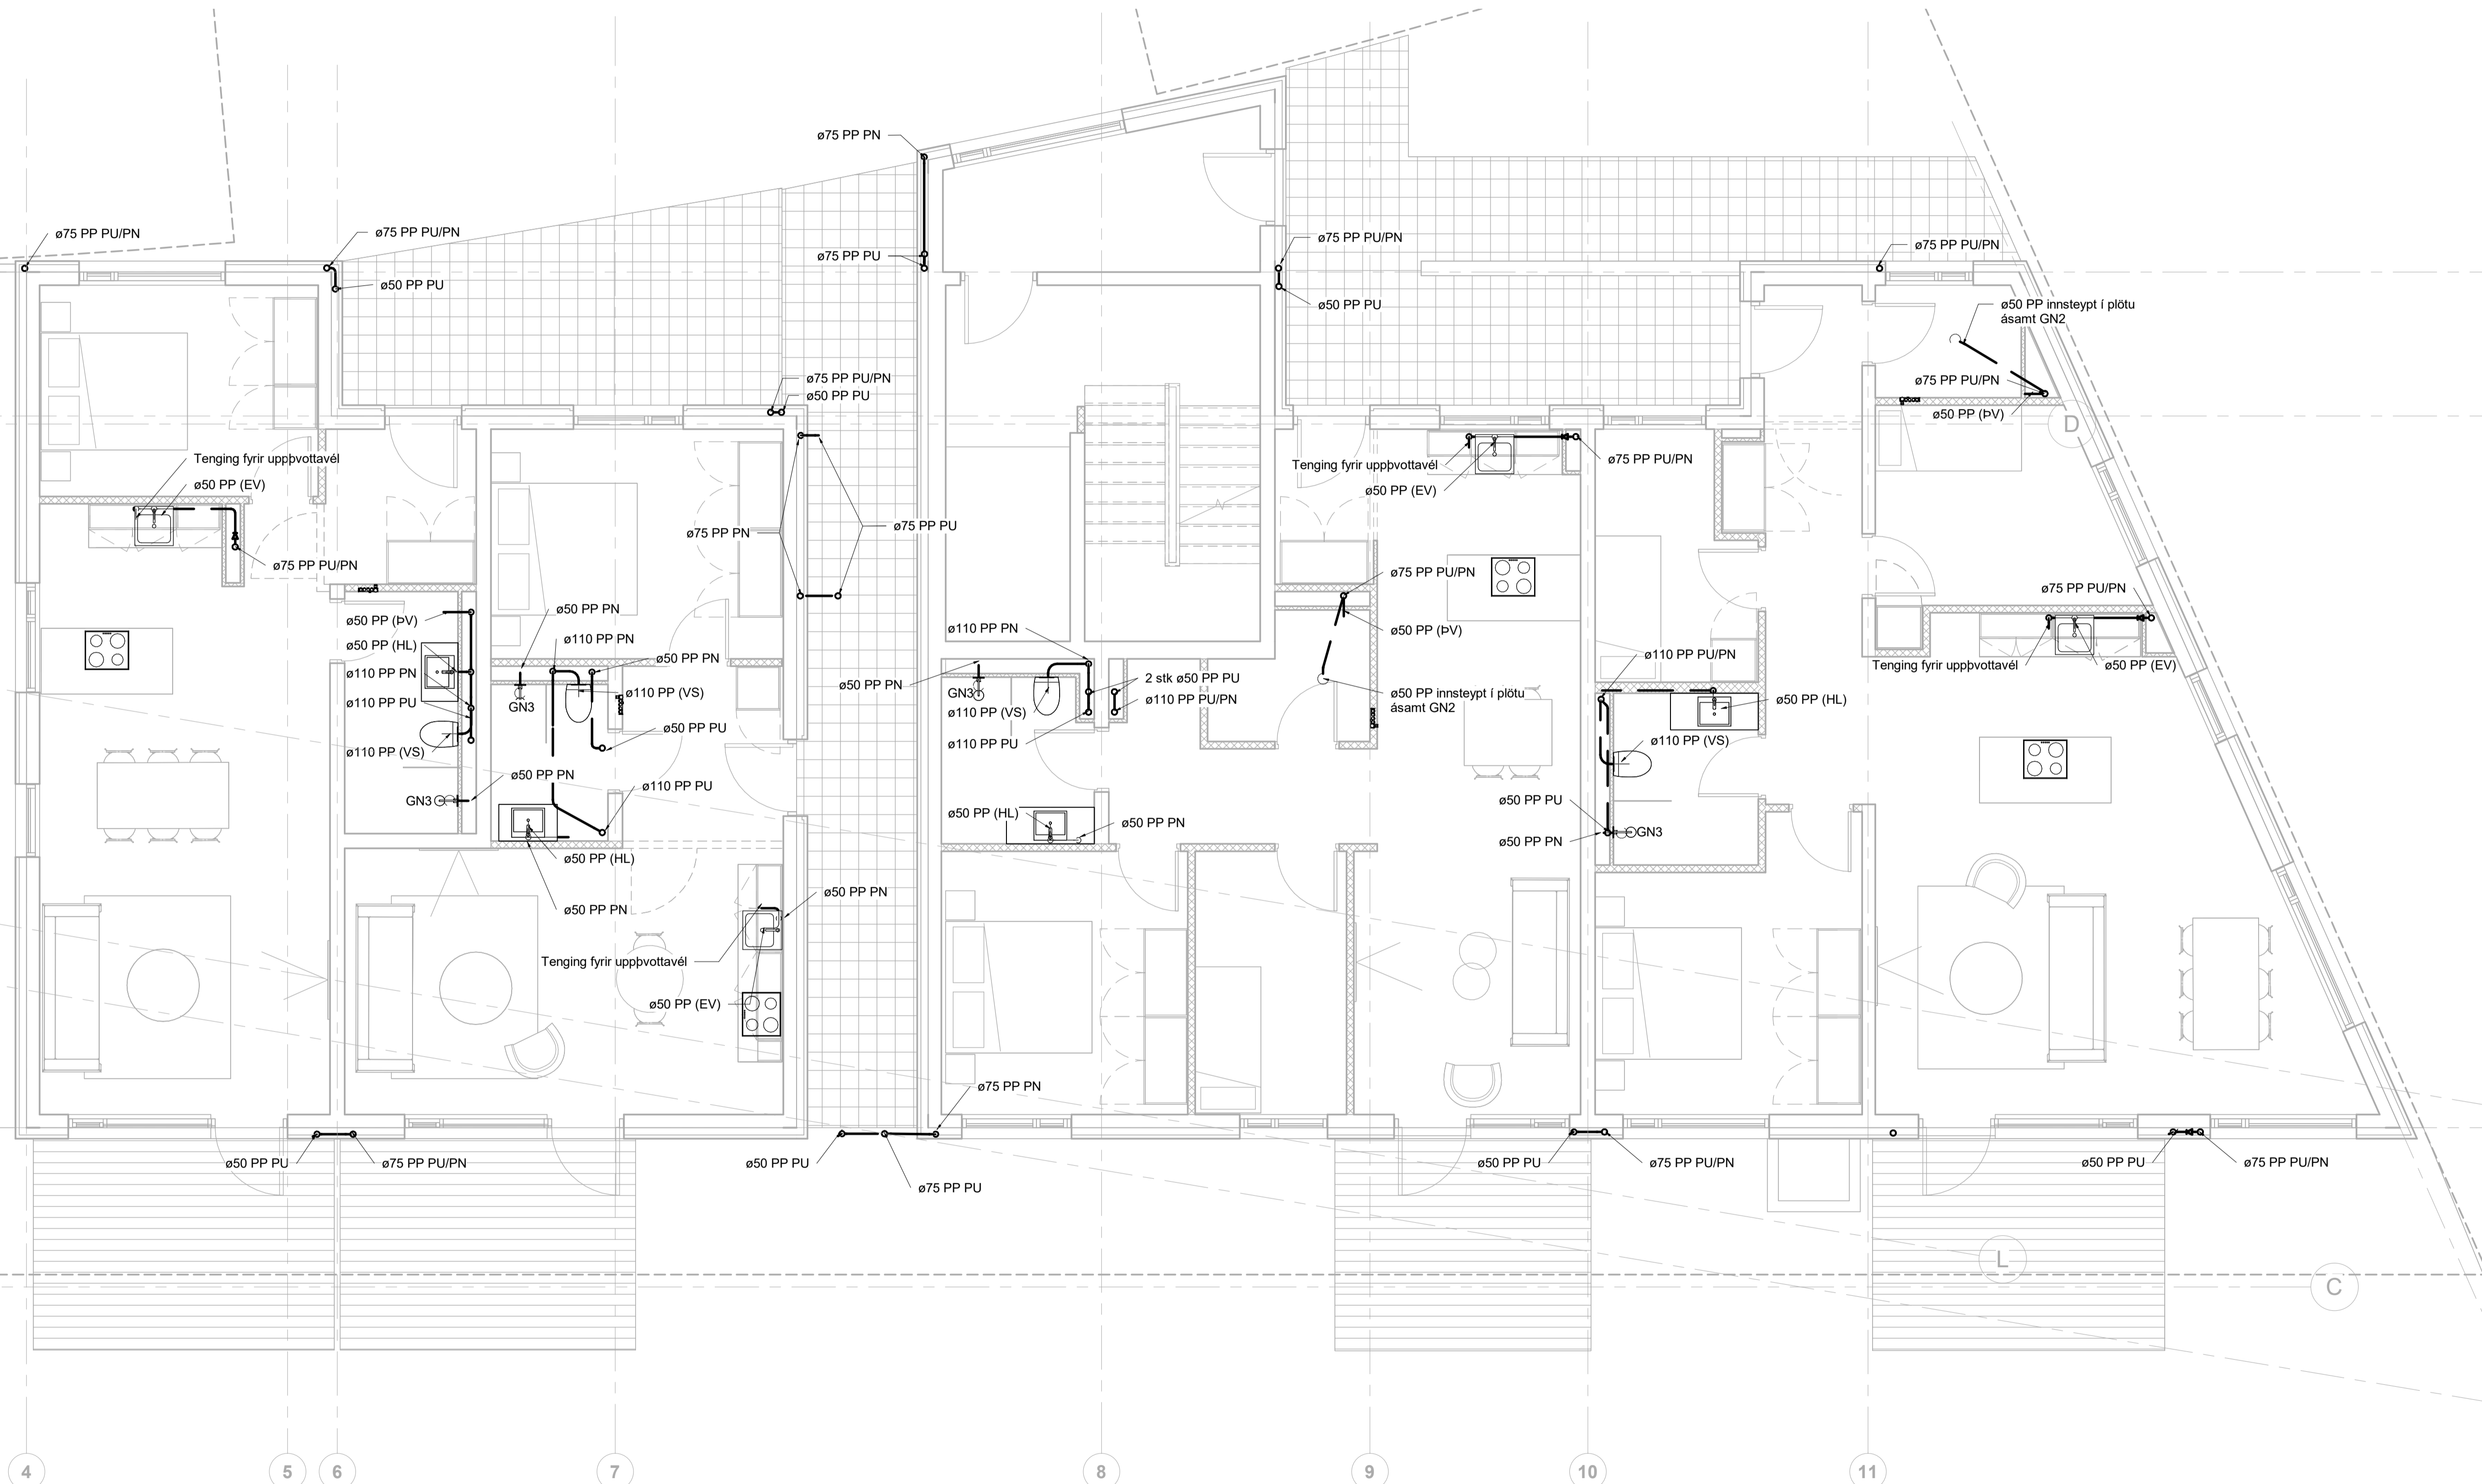 ø75 PP PN
ø75 PP PU/PN
ø75 PP PU/PN
ø75 PP PU
ø50 PP PU
ø75 PP PU/PN
ø50 PP PU
ø75 PP PU/PN
ø50 PP innsteypt í plötu
ásamt GN2
ø75 PP PU/PN
ø50 PP PU
ø75 PP PU/PN
ø50 PP (ÞV)
D
Tenging fyrir uppþvottavél
ø50 PP (EV)
Tenging fyrir uppþvottavél
ø50 PP (EV)
ø75 PP PU/PN
ø75 PP PN
ø75 PP PU
ø75 PP PU/PN
ø75 PP PU/PN
ø75 PP PU/PN
ø50 PP PN
ø50 PP (ÞV)
ø50 PP (HL)
ø110 PP PN
ø110 PP PU
ø110 PP (VS)
ø110 PP PN
ø50 PP PN
ø110 PP (VS)
GN3
ø50 PP PU
ø50 PP PN
GN3
ø110 PP PU
ø110 PP PN
ø50 PP (ÞV)
ø50 PP PN
GN3
ø110 PP (VS)
ø110 PP PU
2 stk ø50 PP PU
ø110 PP PU/PN
ø50 PP innsteypt í plötu
ásamt GN2
ø110 PP PU/PN
ø50 PP (HL)
ø110 PP (VS)
Tenging fyrir uppþvottavél
ø50 PP (EV)
ø50 PP PU
ø50 PP PN
GN3
ø50 PP (HL)
ø50 PP PN
ø50 PP (HL)
ø50 PP PN
ø50 PP PN
Tenging fyrir uppþvottavél
ø50 PP (EV)
ø75 PP PN
ø50 PP PU
ø75 PP PU/PN
ø50 PP PU
ø75 PP PU
ø50 PP PU
ø75 PP PU/PN
ø50 PP PU
ø75 PP PU/PN
L
C
4
5
6
7
8
9
10
11